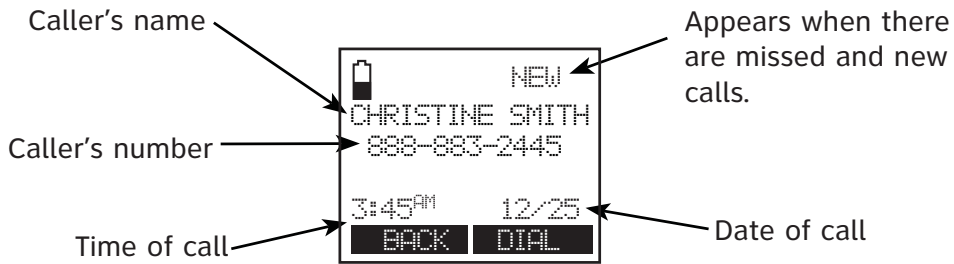 Caller's name
Appears when there
are missed and new
calls.
NEW
CHRISTINE SMITH
Caller's number
888-883-2445
3:45AM 12/25
BACK DIAL
Time of call
Date of call